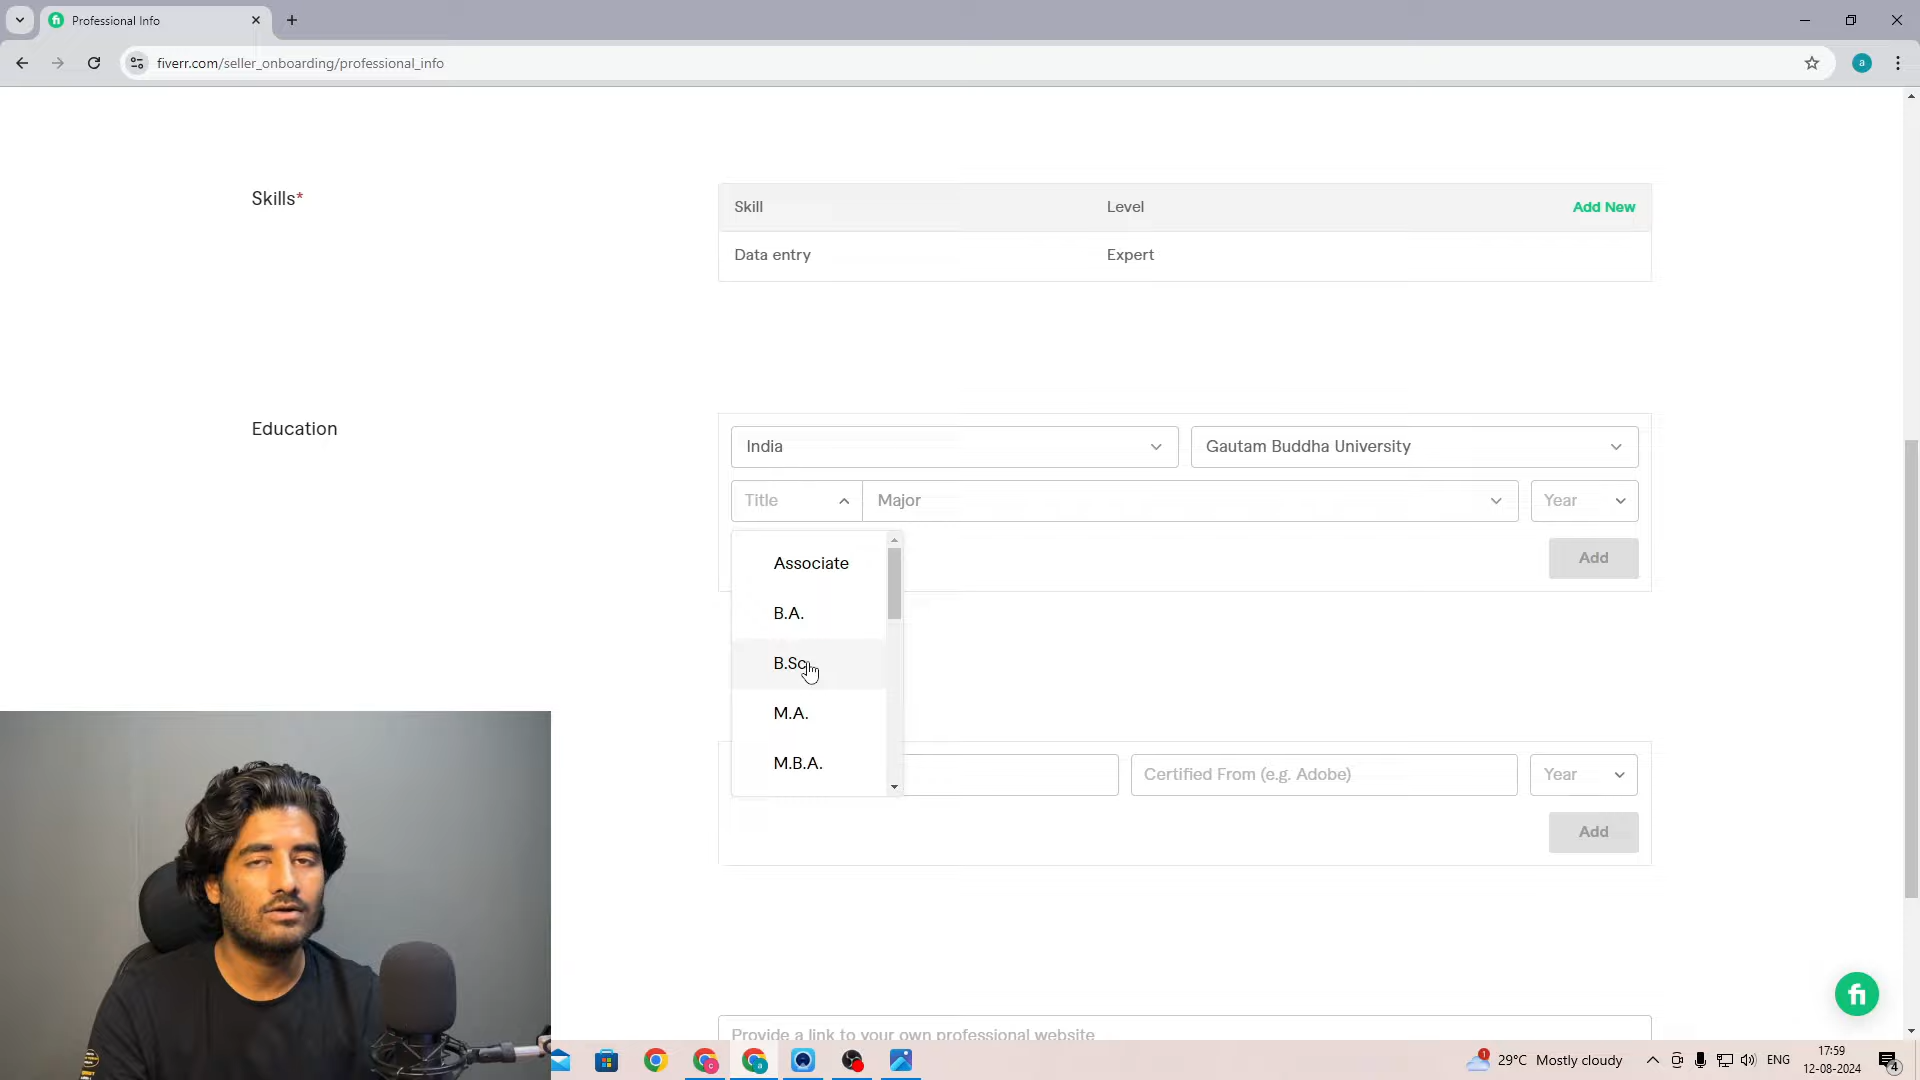 Professional Info
fiverr.com/seller_onboarding/professional_info
a
Skills*
Skill Level Add New
Data entry Expert
Education
India Gautam Buddha University
Title Major Year
Associate
Add
B.A.
B.Sc.
M.A.
M.B.A.
Certified From (e.g. Adobe) Year
Add
fi
Provide a link to your own professional website
29°C Mostly cloudy
ENG
17:59
12-08-2024